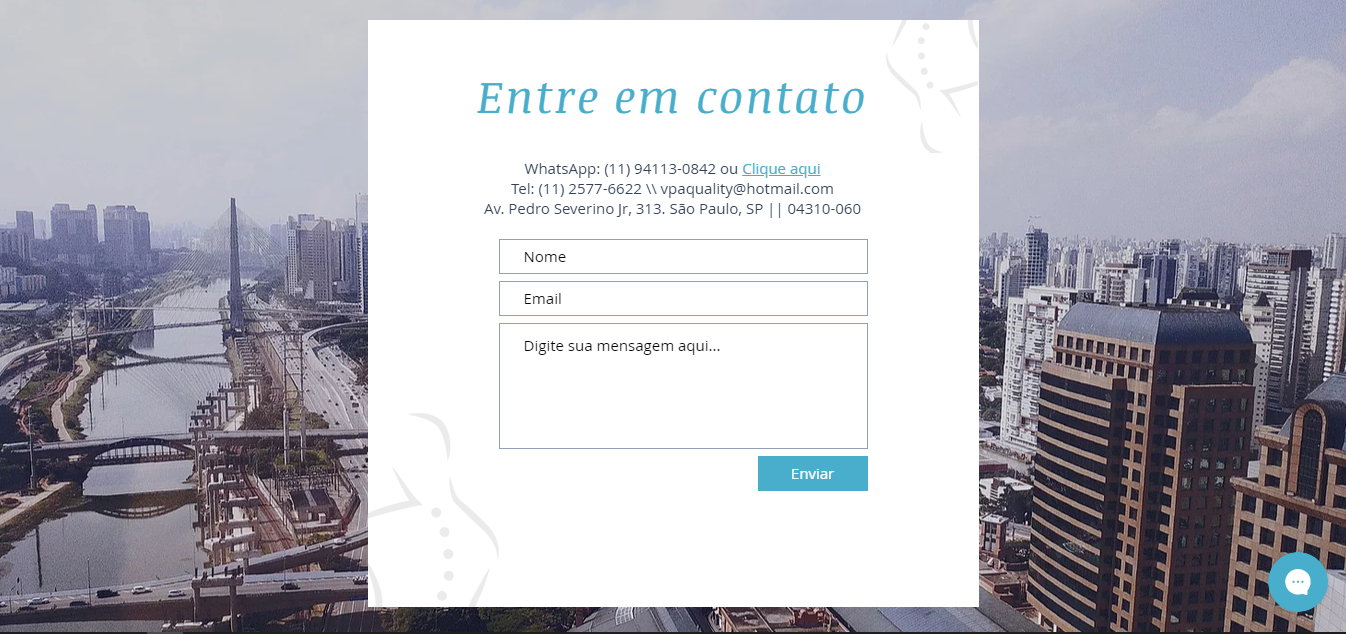 Entre em contato
WhatsApp: (11) 94113-0842 ou Clique aqui
Tel: (11) 2577-6622 \\ vpaquality@hotmail.com
Av. Pedro Severino Jr, 313. São Paulo, SP || 04310-060
Nome
Email
Digite sua mensagem aqui...
Enviar